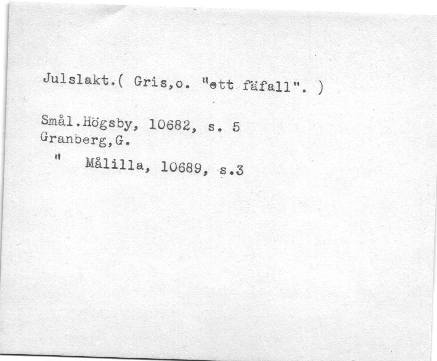 Julslakt.( Gris,o. "ett fäfall". )
Smål.Högsby, 10682, s. 5
Granberg,G.
" Målilla, 10689, s.3